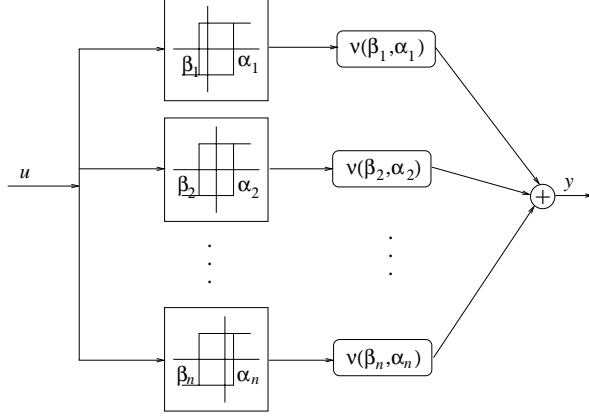 β₁ α₁ ν(β₁,α₁)
β₂ α₂ ν(β₂,α₂)
u y
+
βₙ αₙ ν(βₙ,αₙ)